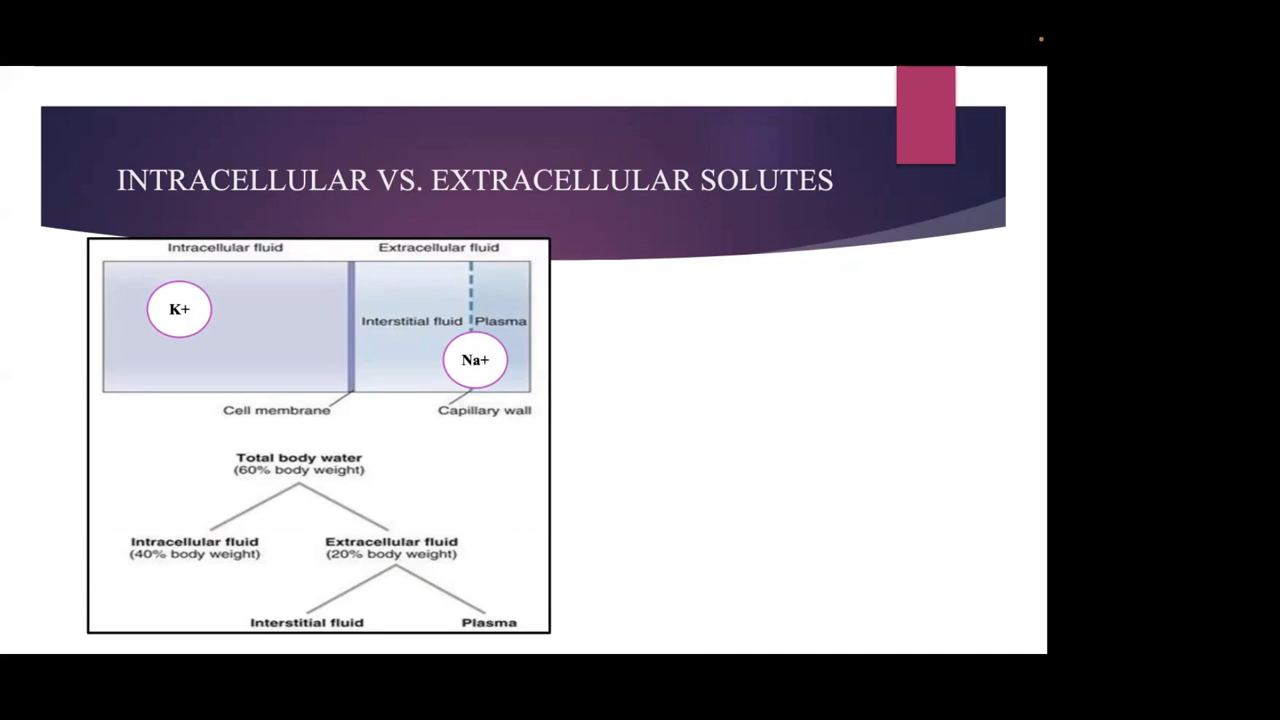 INTRACELLULAR VS. EXTRACELLULAR SOLUTES
Intracellular fluid
Extracellular fluid
K+
Interstitial fluid
Plasma
Na+
Cell membrane
Capillary wall
Total body water
(60% body weight)
Intracellular fluid
(40% body weight)
Extracellular fluid
(20% body weight)
Interstitial fluid
Plasma